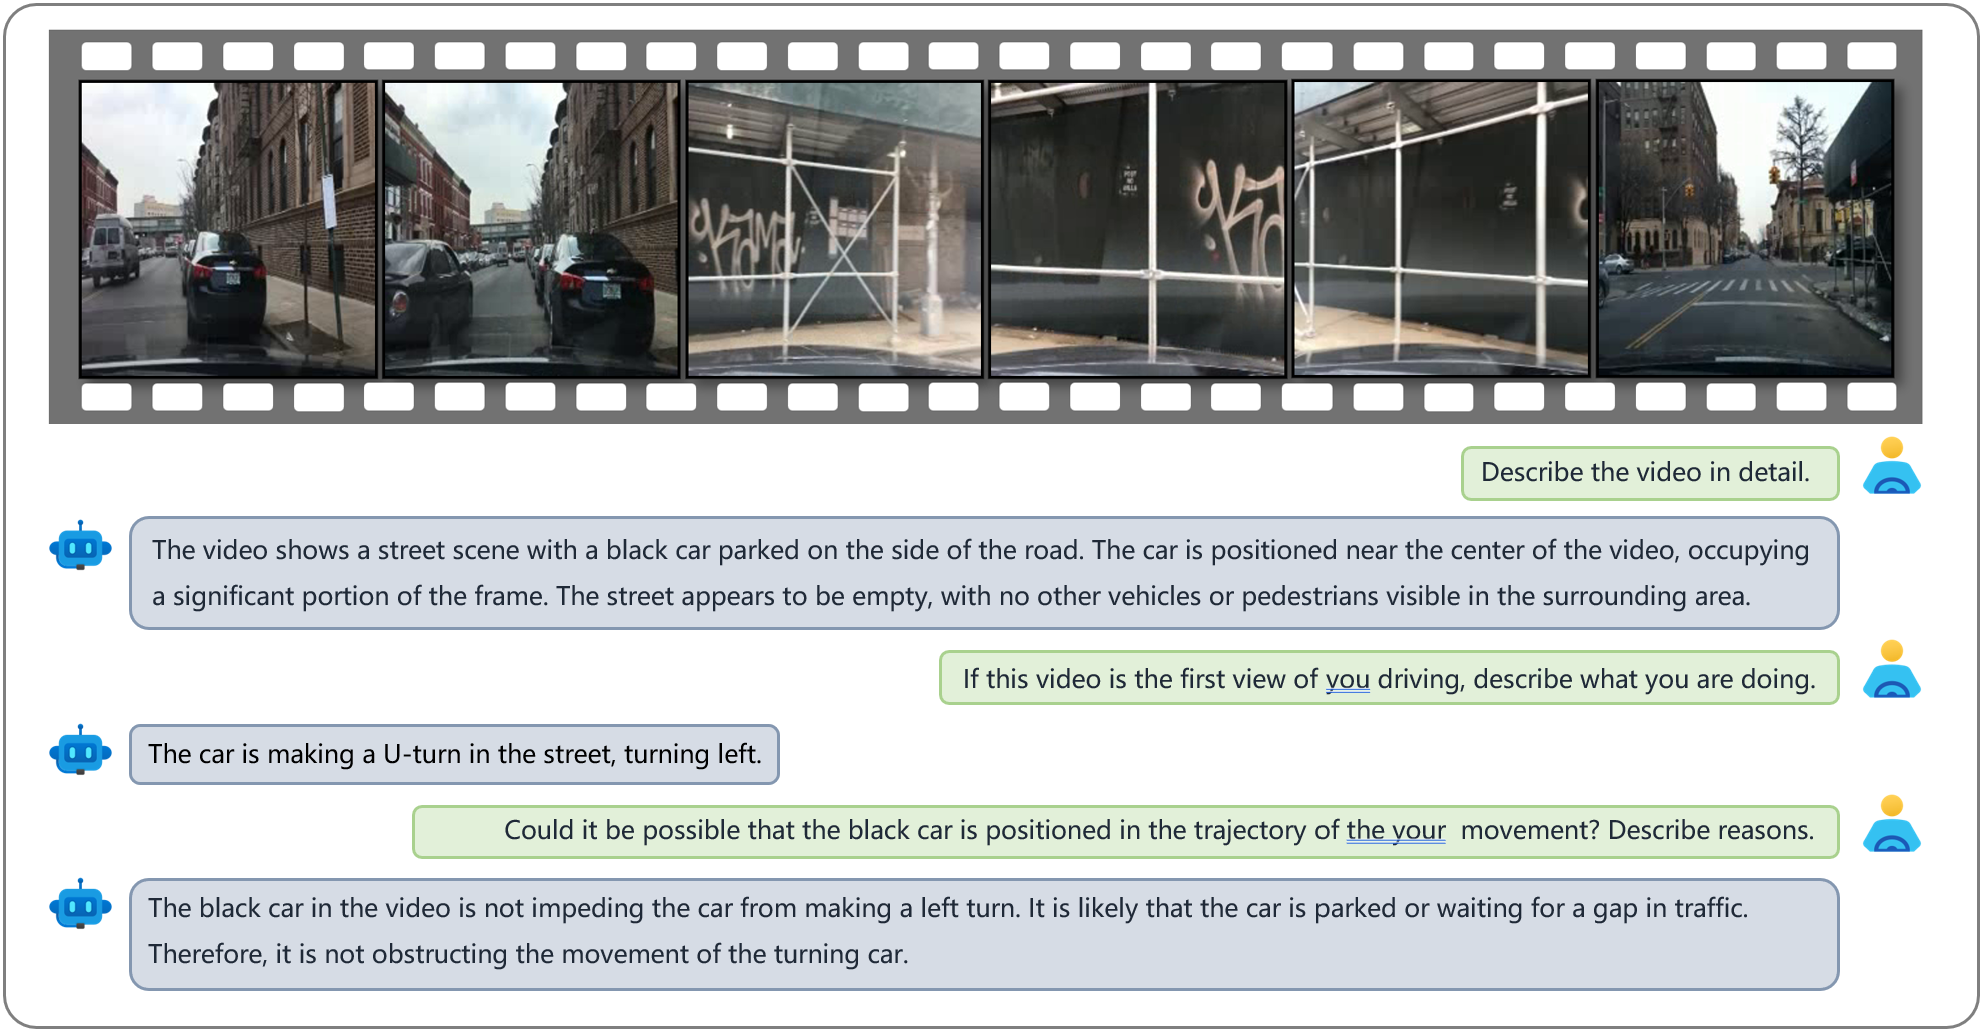 POST
NO
BILLS
Describe the video in detail.
The video shows a street scene with a black car parked on the side of the road. The car is positioned near the center of the video, occupying
a significant portion of the frame. The street appears to be empty, with no other vehicles or pedestrians visible in the surrounding area.
If this video is the first view of you driving, describe what you are doing.
The car is making a U-turn in the street, turning left.
Could it be possible that the black car is positioned in the trajectory of the your movement? Describe reasons.
The black car in the video is not impeding the car from making a left turn. It is likely that the car is parked or waiting for a gap in traffic.
Therefore, it is not obstructing the movement of the turning car.